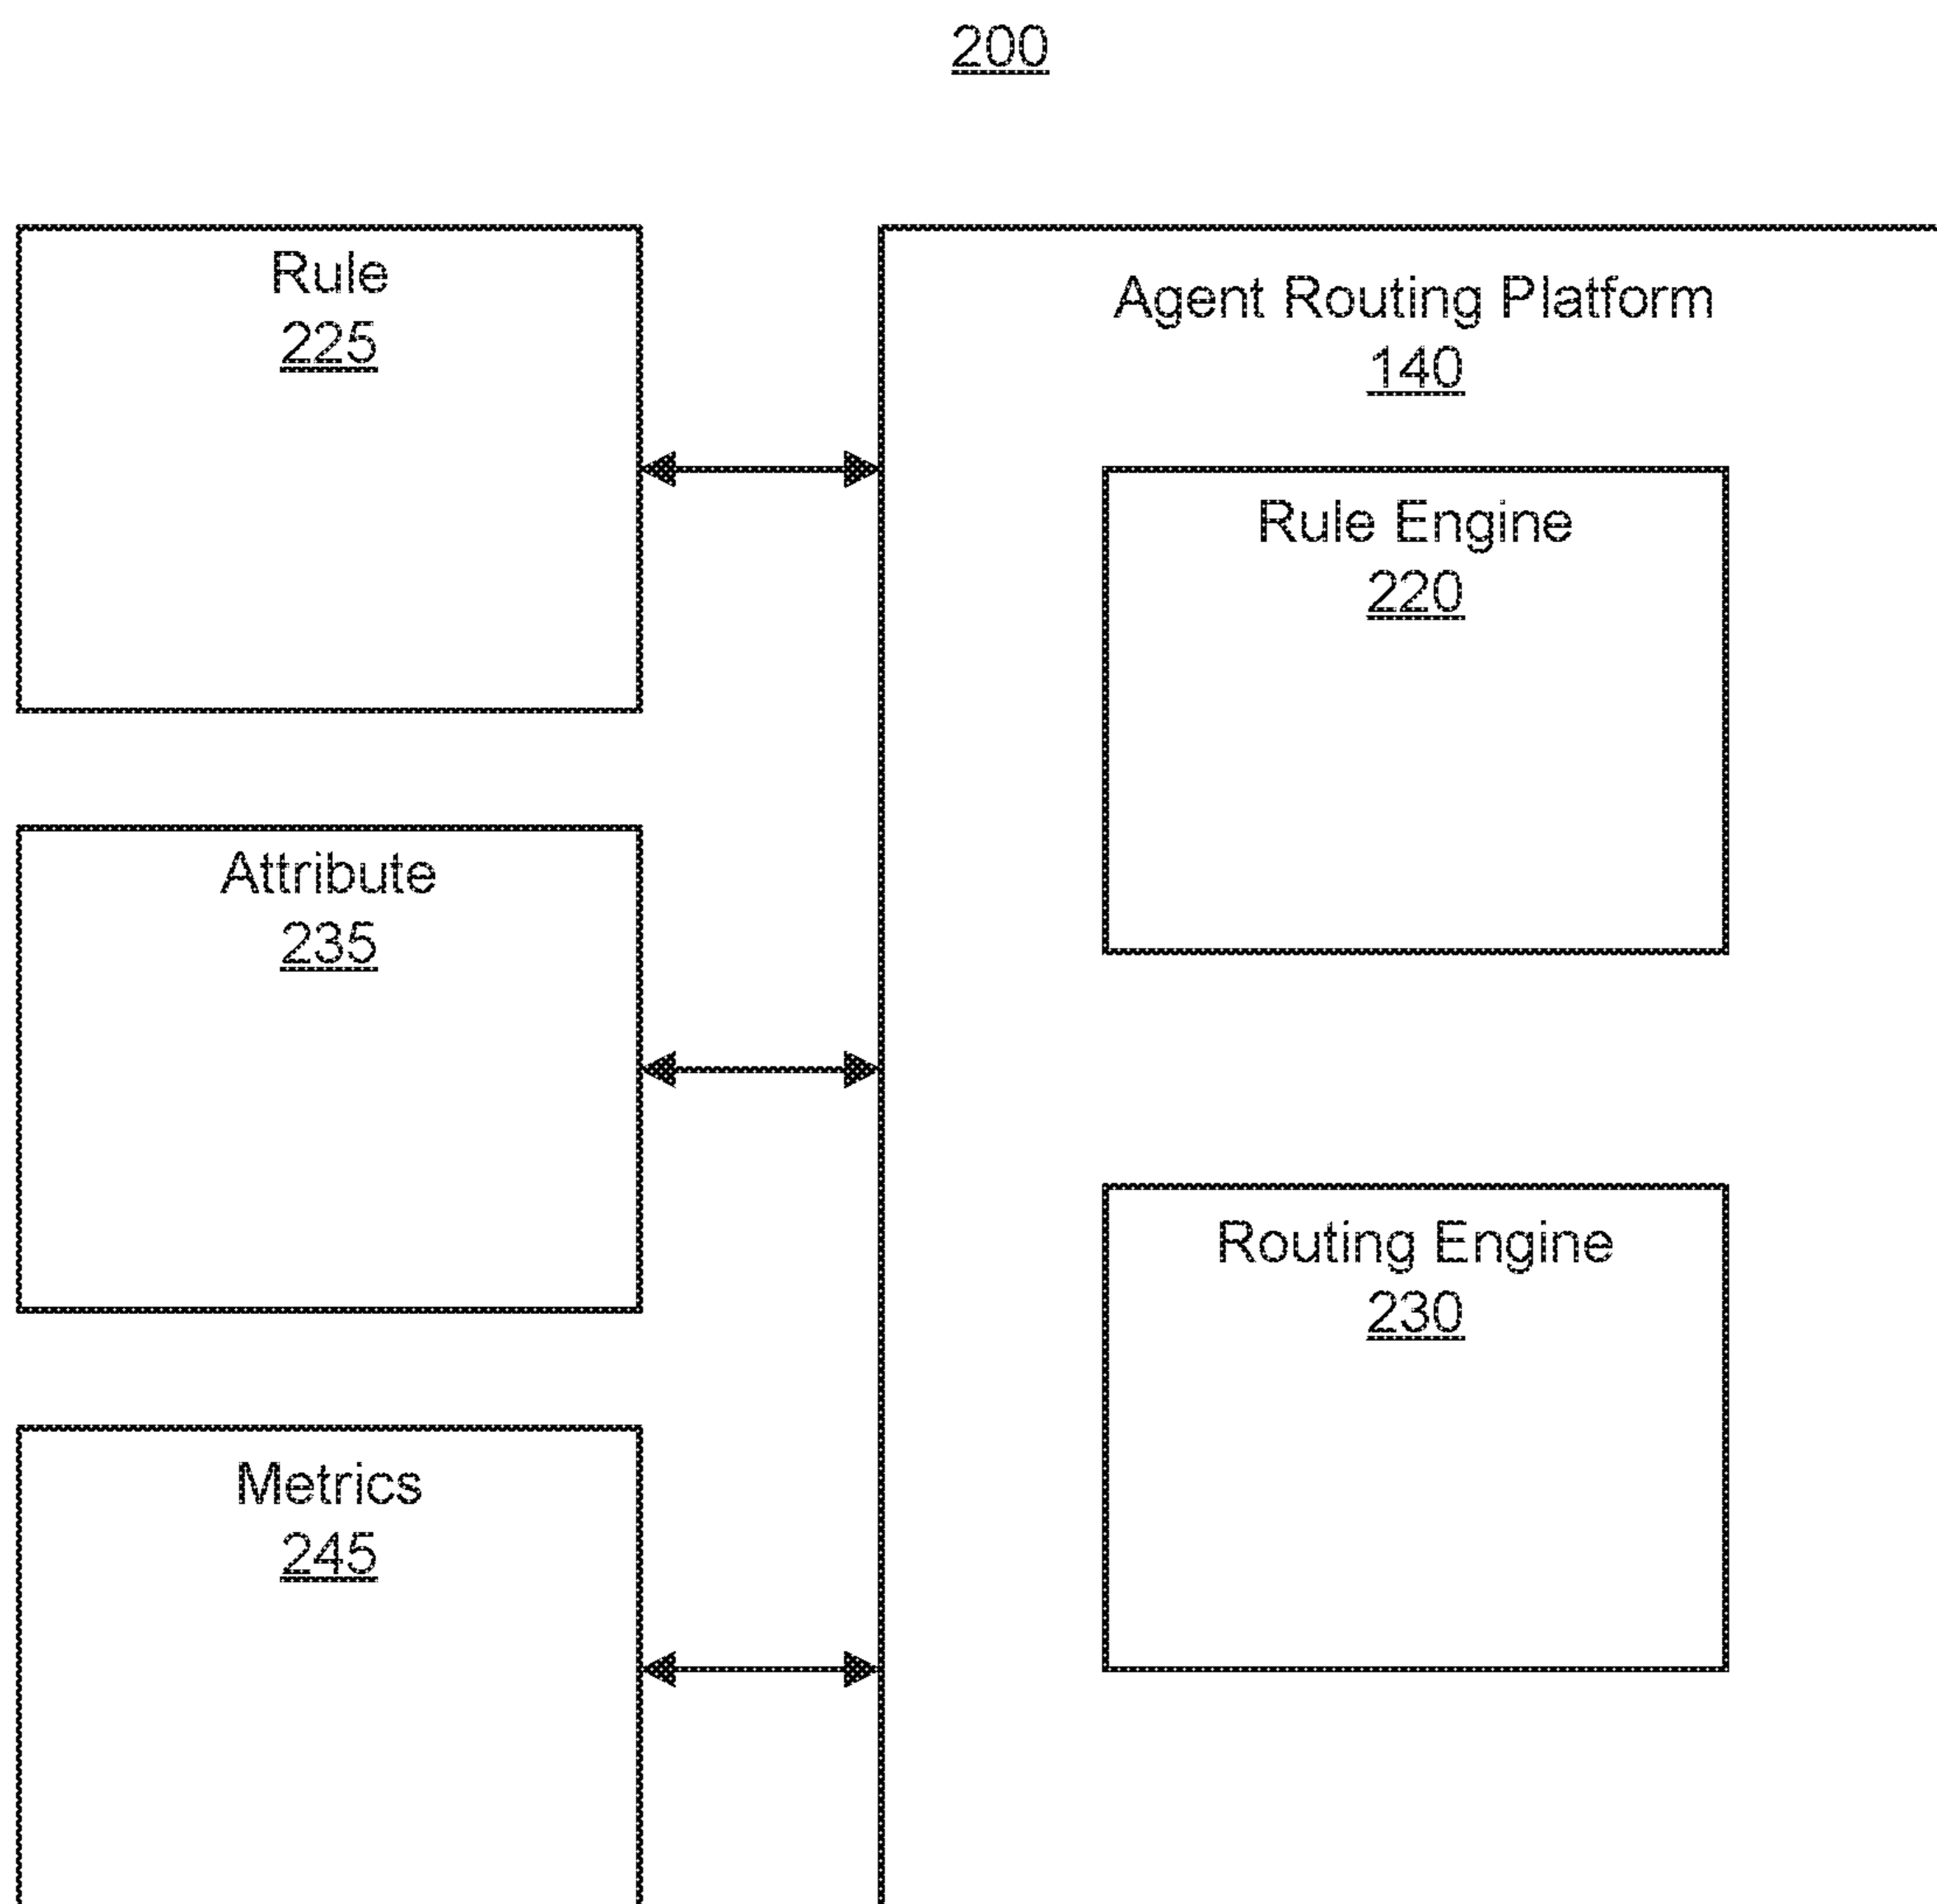 200
Rule
225
Agent Routing Platform
140
Rule Engine
220
Attribute
235
Routing Engine
230
Metrics
245